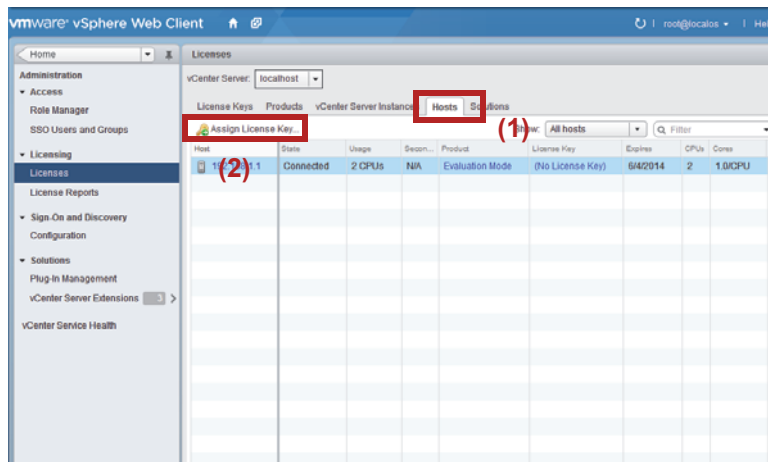 vmware® vSphere Web Client
root@localos
Home
Administration
Access
Role Manager
SSO Users and Groups
Licensing
Licenses
License Reports
Sign-On and Discovery
Configuration
Solutions
Plug-In Management
vCenter Server Extensions 3
vCenter Service Health
Licenses
vCenter Server: localhost
License Keys Products vCenter Server Hosts Solutions
(1)
Assign License Key...
All hosts Filter
Host State Usage Secon... Product License Key Expires CPUs Cores
(2)
Connected 2 CPUs N/A Evaluation Mode (No License Key) 6/4/2014 2 1.0/CPU